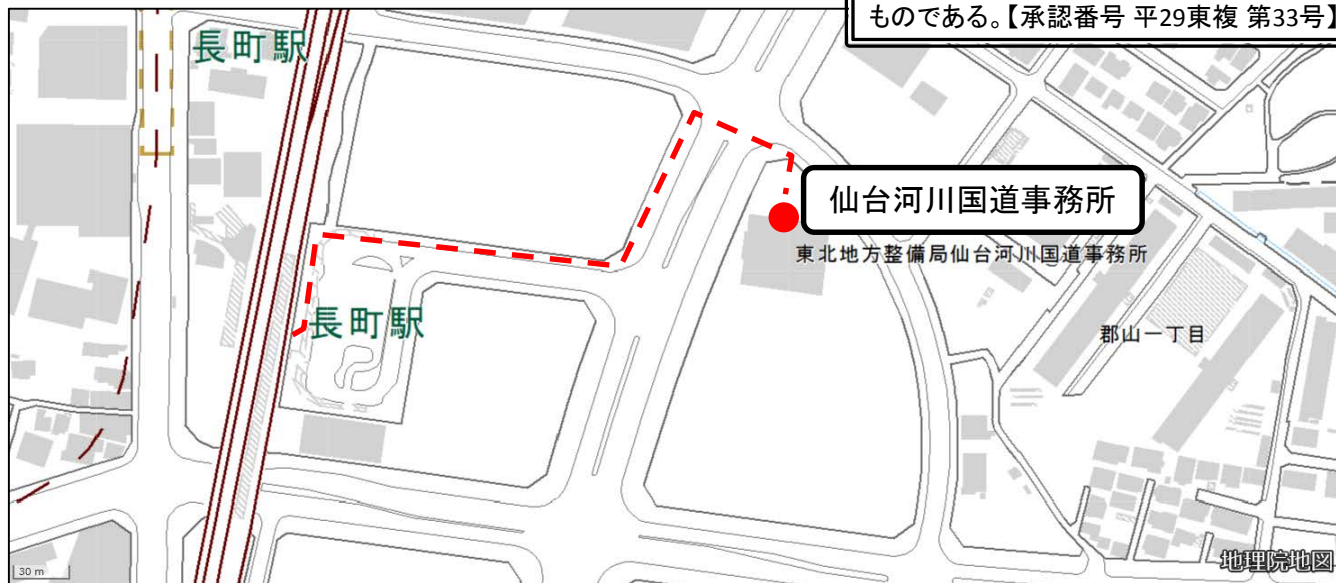 ものである。【承認番号 平29東複 第33号】
長町駅
仙台河川国道事務所
東北地方整備局仙台河川国道事務所
長町駅
郡山一丁目
30 m
地理院地図